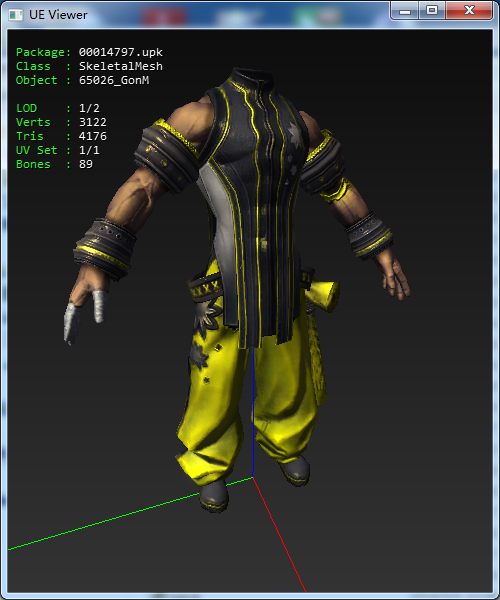 UE Viewer
Package: 00014797.upk
Class  : SkeletalMesh
Object : 65026_GonM
LOD    : 1/2
Verts  : 3122
Tris   : 4176
UV Set : 1/1
Bones  : 89